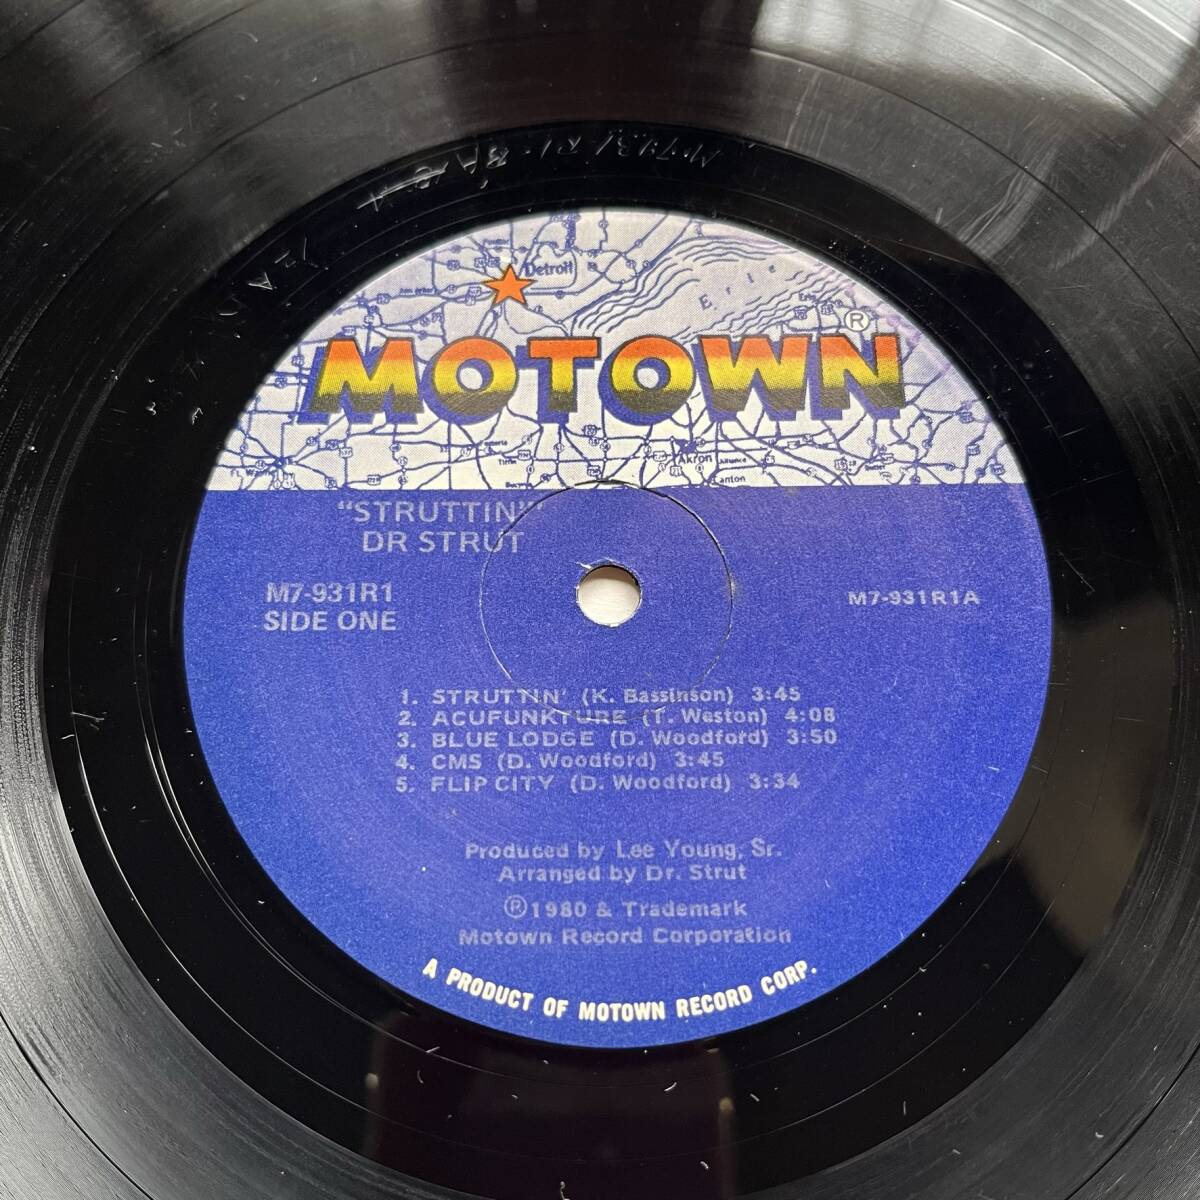 Detroit
Erie
MOTOWN®
Akron
"STRUTTIN'"
DR STRUT
M7-931R1
SIDE ONE
M7-931R1A
1. STRUTTIN' (K. Bassinson) 3:45
2. ACUFUNKTURE (T. Weston) 4:08
3. BLUE LODGE (D. Woodford) 3:50
4. CMS (D. Woodford) 3:45
5. FLIP CITY (D. Woodford) 3:34
Produced by Lee Young, Sr.
Arranged by Dr. Strut
℗1980 & Trademark
Motown Record Corporation
A PRODUCT OF MOTOWN RECORD CORP.